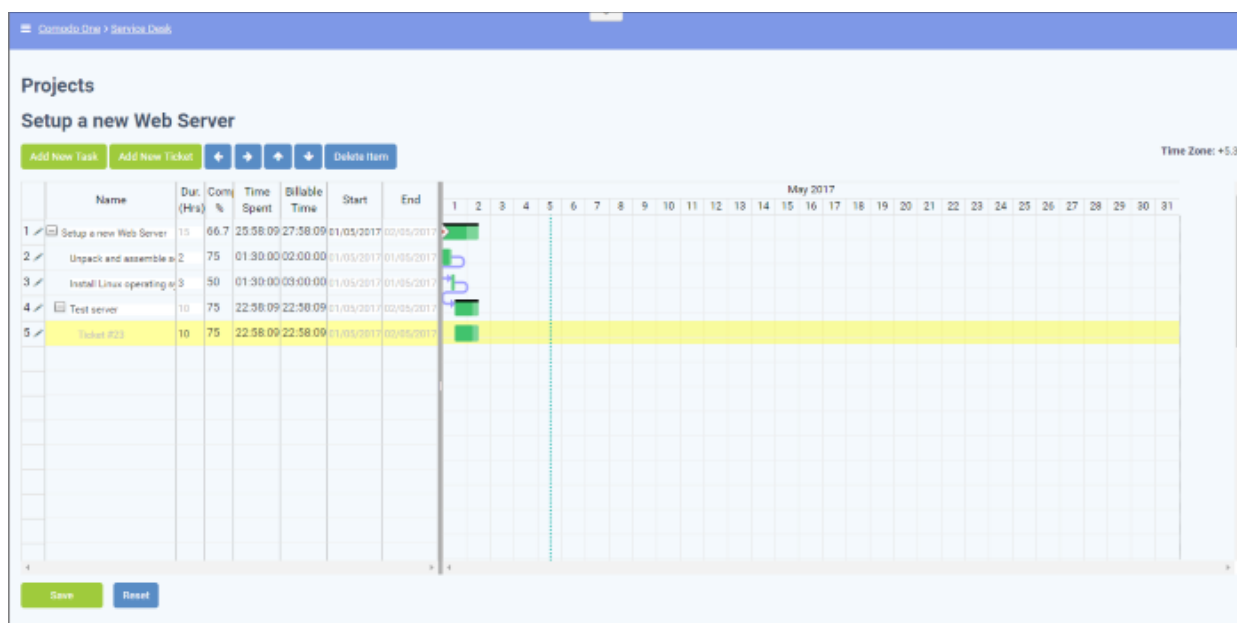 Comodo One > Service Desk
Projects
Setup a new Web Server
Add New Task Add New Ticket Delete Item
Time Zone: +5.3
May 2017
Name Dur. (Hrs) Com % Time Spent Billable Time Start End
1 2 3 4 5 6 7 8 9 10 11 12 13 14 15 16 17 18 19 20 21 22 23 24 25 26 27 28 29 30 31
1 Setup a new Web Server 15 66.7 25:58:09 27:58:09 01/05/2017 02/05/2017
2 Unpack and assemble s 2 75 01:30:00 02:00:00 01/05/2017 01/05/2017
3 Install Linux operating sy 3 50 01:30:00 03:00:00 01/05/2017 01/05/2017
4 Test server 10 75 22:58:09 22:58:09 01/05/2017 02/05/2017
5 Ticket #23 10 75 22:58:09 22:58:09 01/05/2017 02/05/2017
Save Reset